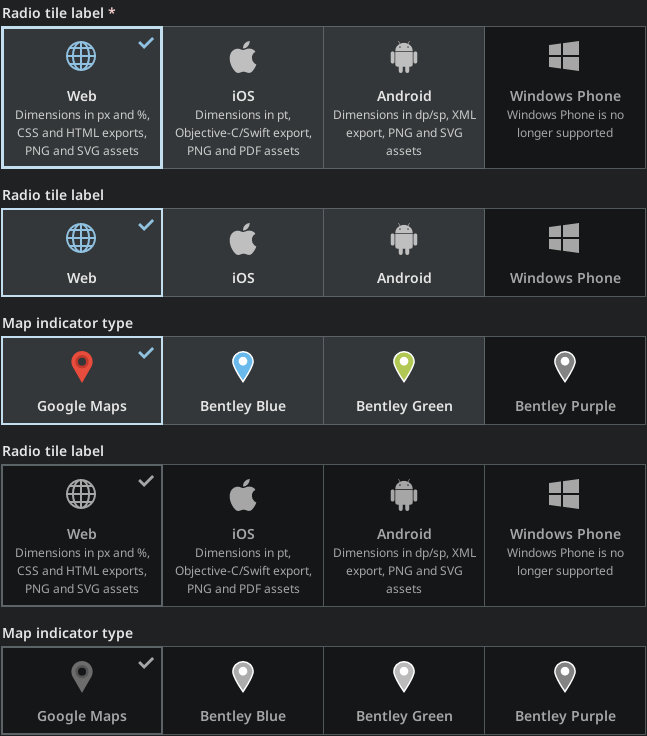 Radio tile label *
Web
Dimensions in px and %,
CSS and HTML exports,
PNG and SVG assets
iOS
Dimensions in pt,
Objective-C/Swift export,
PNG and PDF assets
Android
Dimensions in dp/sp, XML
export, PNG and SVG
assets
Windows Phone
Windows Phone is no
longer supported
Radio tile label
Web
iOS
Android
Windows Phone
Map indicator type
Google Maps
Bentley Blue
Bentley Green
Bentley Purple
Radio tile label
Web
Dimensions in px and %,
CSS and HTML exports,
PNG and SVG assets
iOS
Dimensions in pt,
Objective-C/Swift export,
PNG and PDF assets
Android
Dimensions in dp/sp, XML
export, PNG and SVG
assets
Windows Phone
Windows Phone is no
longer supported
Map indicator type
Google Maps
Bentley Blue
Bentley Green
Bentley Purple